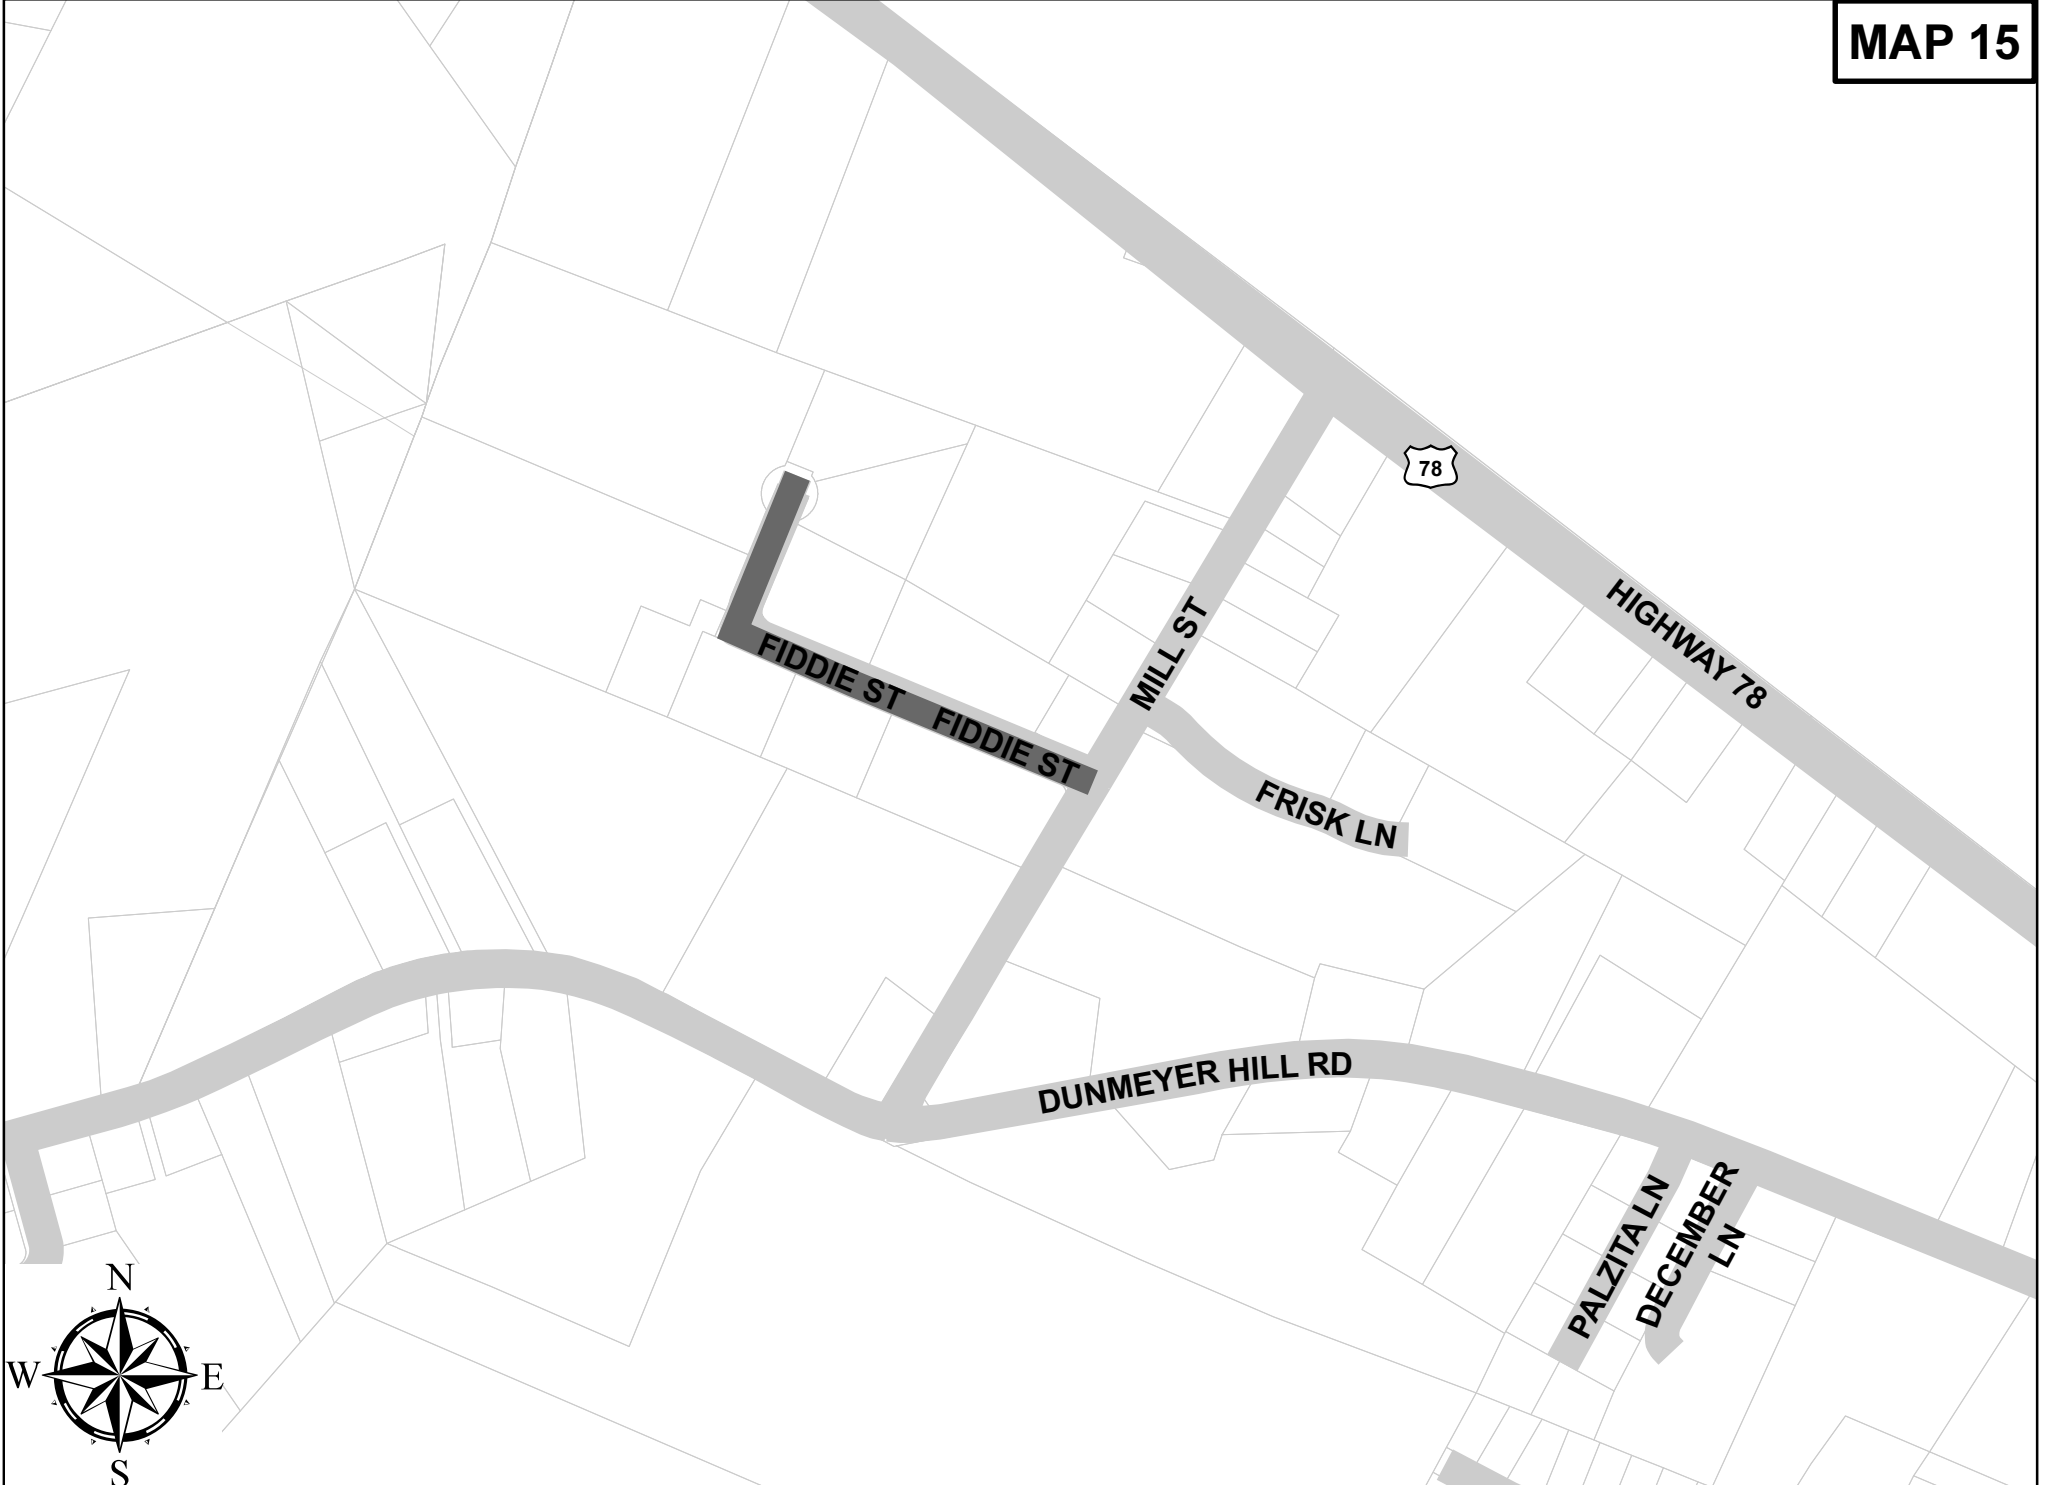 MAP 15
78
HIGHWAY 78
MILL ST
FIDDIE ST
FIDDIE ST
FRISK LN
DUNMEYER HILL RD
PALZITA LN
DECEMBER
LN
N
W
E
S